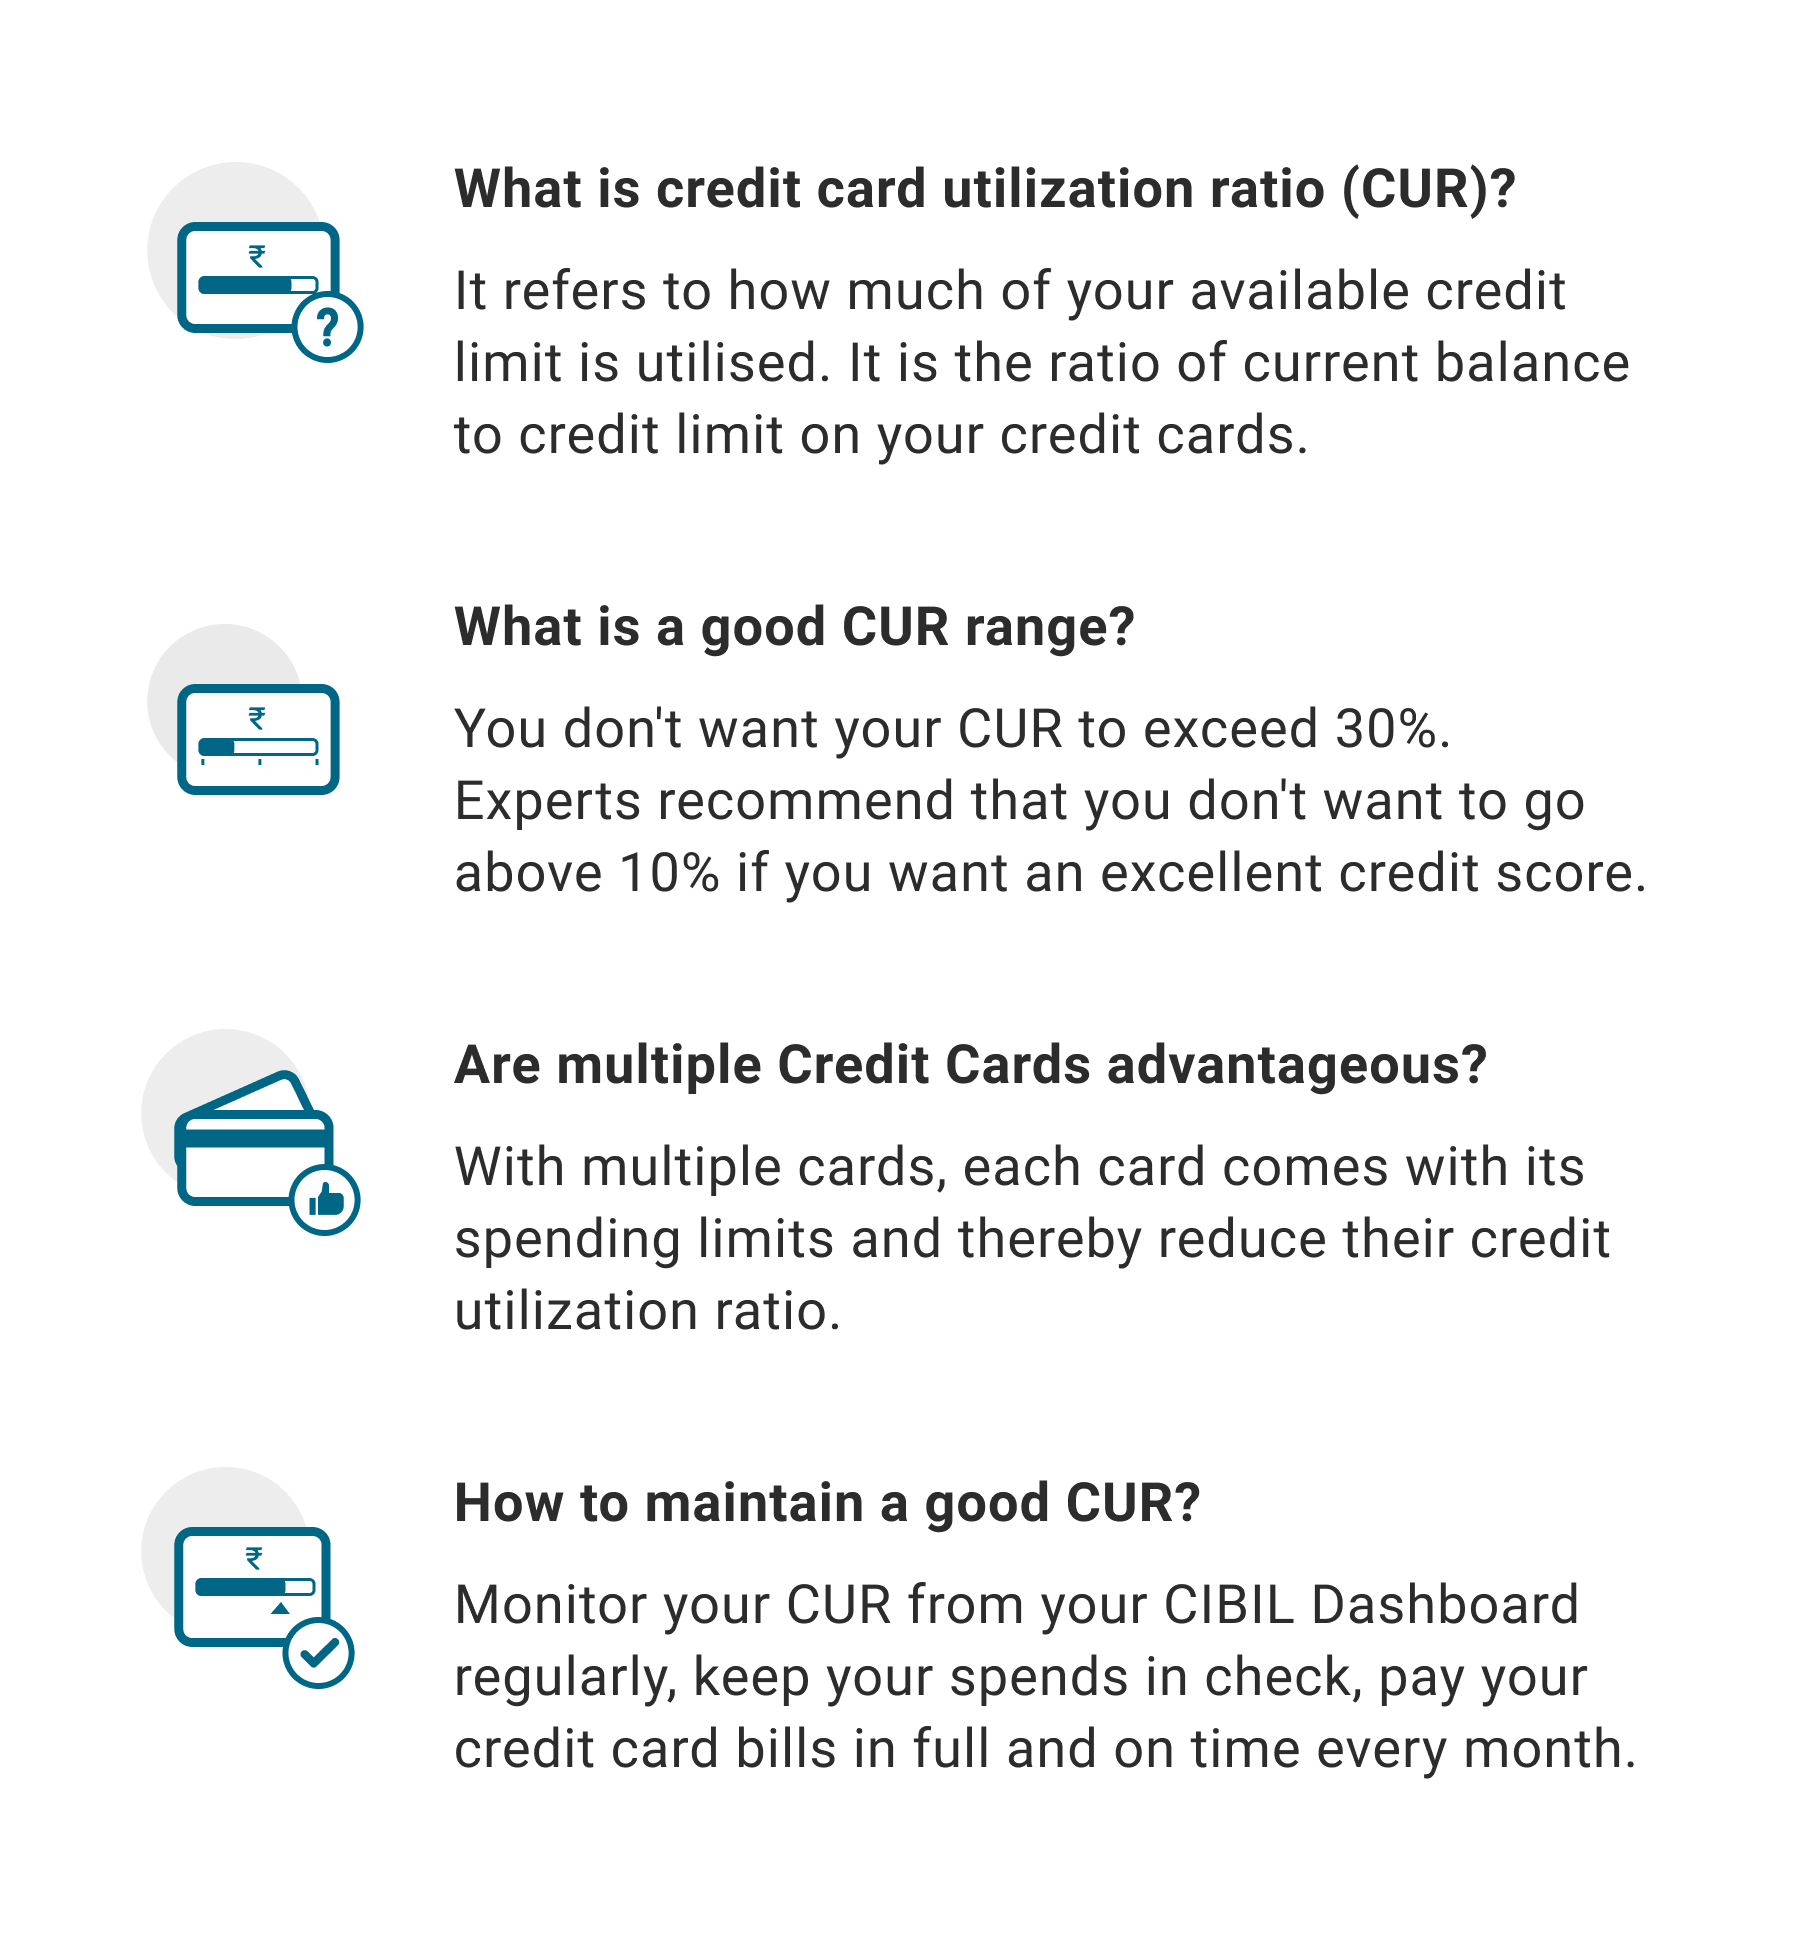 What is credit card utilization ratio (CUR)?
₹
It refers to how much of your available credit
limit is utilised. It is the ratio of current balance
?
to credit limit on your credit cards.
What is a good CUR range?
₹
You don't want your CUR to exceed 30%.
Experts recommend that you don't want to go
above 10% if you want an excellent credit score.
Are multiple Credit Cards advantageous?
With multiple cards, each card comes with its
spending limits and thereby reduce their credit
utilization ratio.
How to maintain a good CUR?
₹
Monitor your CUR from your CIBIL Dashboard
regularly, keep your spends in check, pay your
credit card bills in full and on time every month.